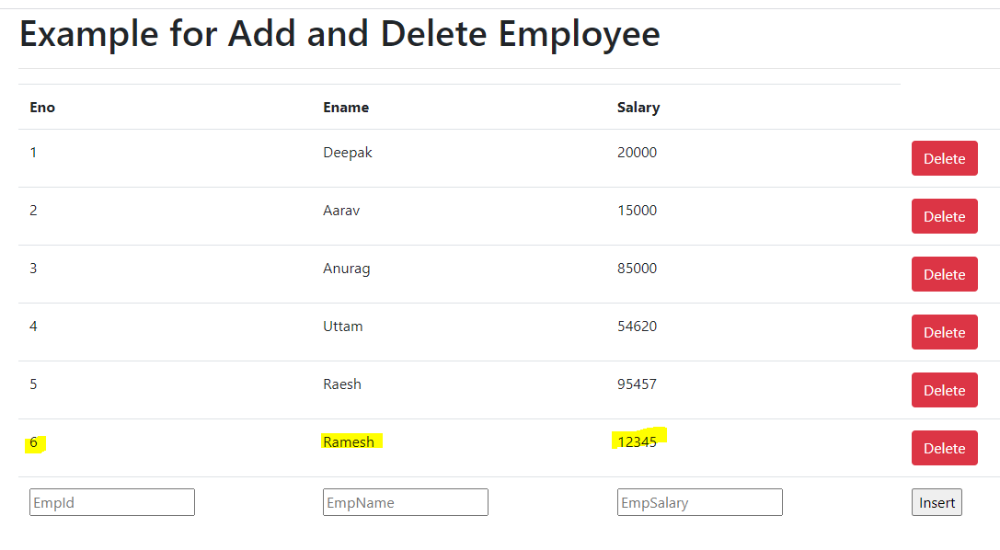 Example for Add and Delete Employee
Eno Ename Salary
1 Deepak 20000 Delete
2 Aarav 15000 Delete
3 Anurag 85000 Delete
4 Uttam 54620 Delete
5 Raesh 95457 Delete
6 Ramesh 12345 Delete
EmpId EmpName EmpSalary Insert